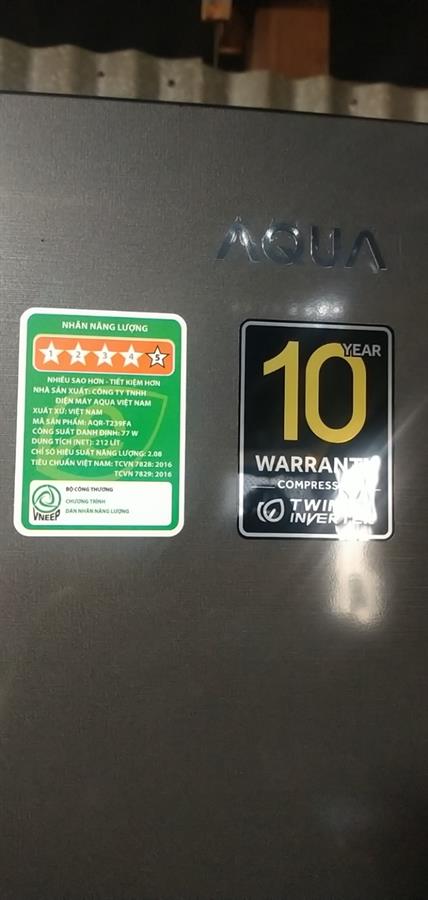 AQUA
NHÃN NĂNG LƯỢNG
1 2 3 4 5
NHIỀU SAO HƠN - TIẾT KIỆM HƠN
NHÀ SẢN XUẤT: CÔNG TY TNHH
ĐIỆN MÁY AQUA VIỆT NAM
XUẤT XỨ: VIỆT NAM
MÃ SẢN PHẨM: AQR-T239FA
CÔNG SUẤT DANH ĐỊNH: 77 W
DUNG TÍCH (NET): 212 LÍT
CHỈ SỐ HIỆU SUẤT NĂNG LƯỢNG: 2.08
TIÊU CHUẨN VIỆT NAM: TCVN 7828: 2016
TCVN 7829: 2016
BỘ CÔNG THƯƠNG
CHƯƠNG TRÌNH
DÁN NHÃN NĂNG LƯỢNG
VNEEP
10 YEAR
WARRANTY
COMPRESSOR
TWIN
INVERTER